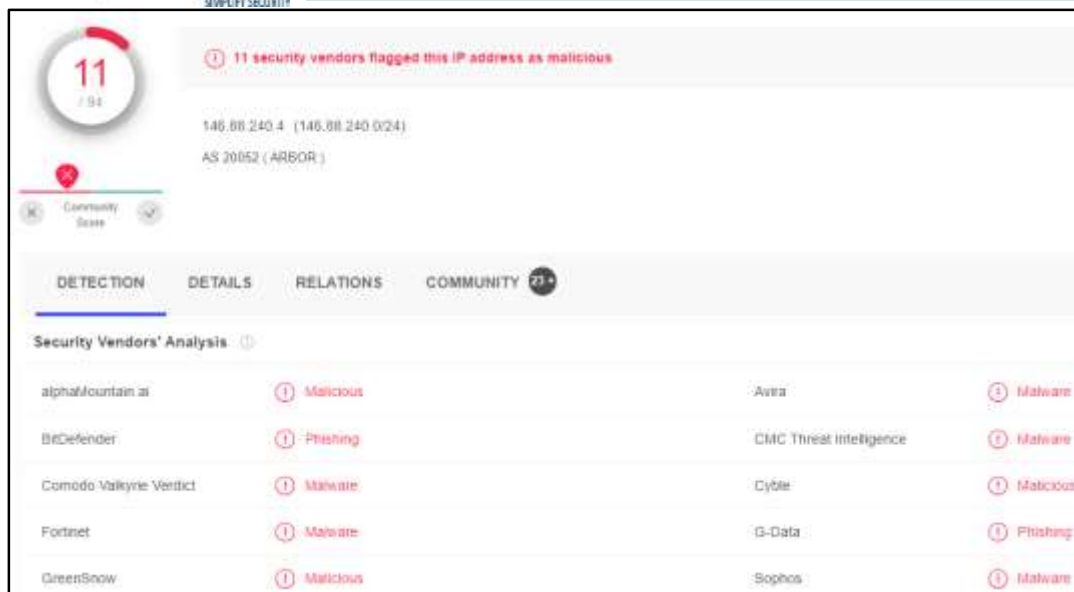 SIMPLIFY SECURITY
11
/ 94
11 security vendors flagged this IP address as malicious
146.88.240.4 (146.88.240.0/24)
AS 20052 ( ARBOR )
Community
Score
DETECTION DETAILS RELATIONS COMMUNITY 23+
Security Vendors' Analysis
alphaMountain.ai Malicious Avira Malware
BitDefender Phishing CMC Threat Intelligence Malware
Comodo Valkyrie Verdict Malware Cyble Malicious
Fortinet Malware G-Data Phishing
GreenSnow Malicious Sophos Malware